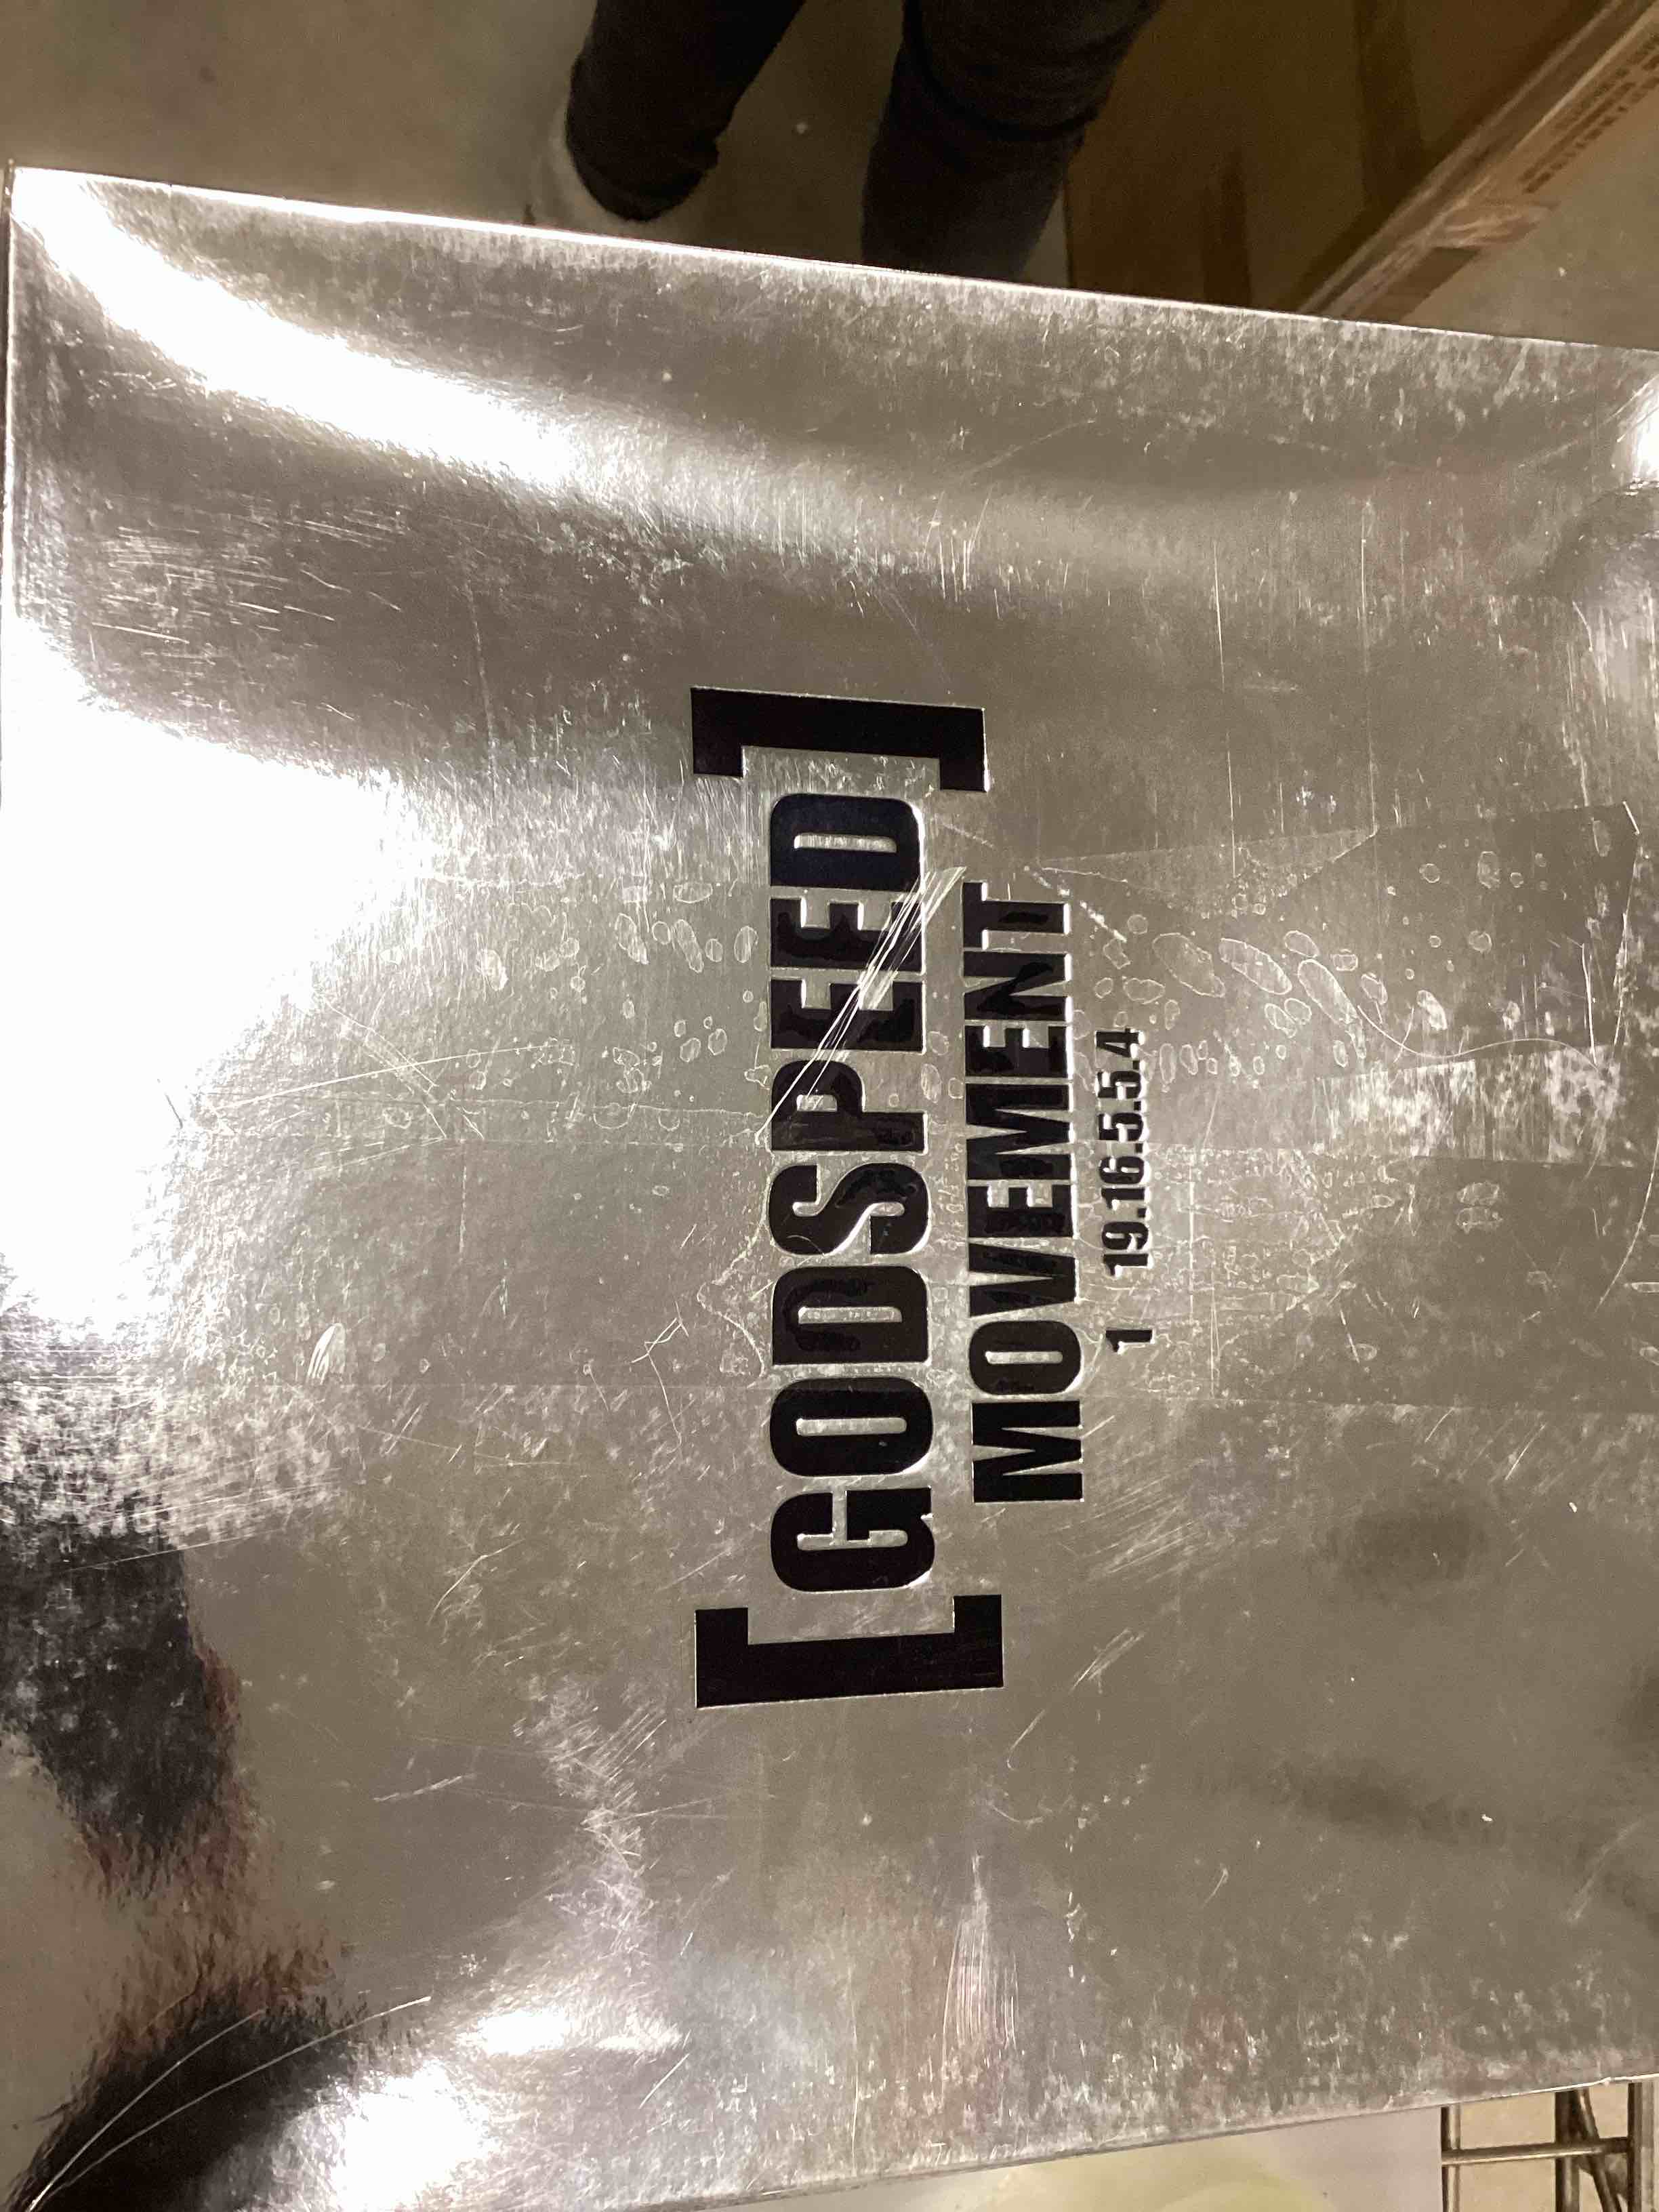 [GODSPEED]
MOVEMENT
1 19.16.5.5.4